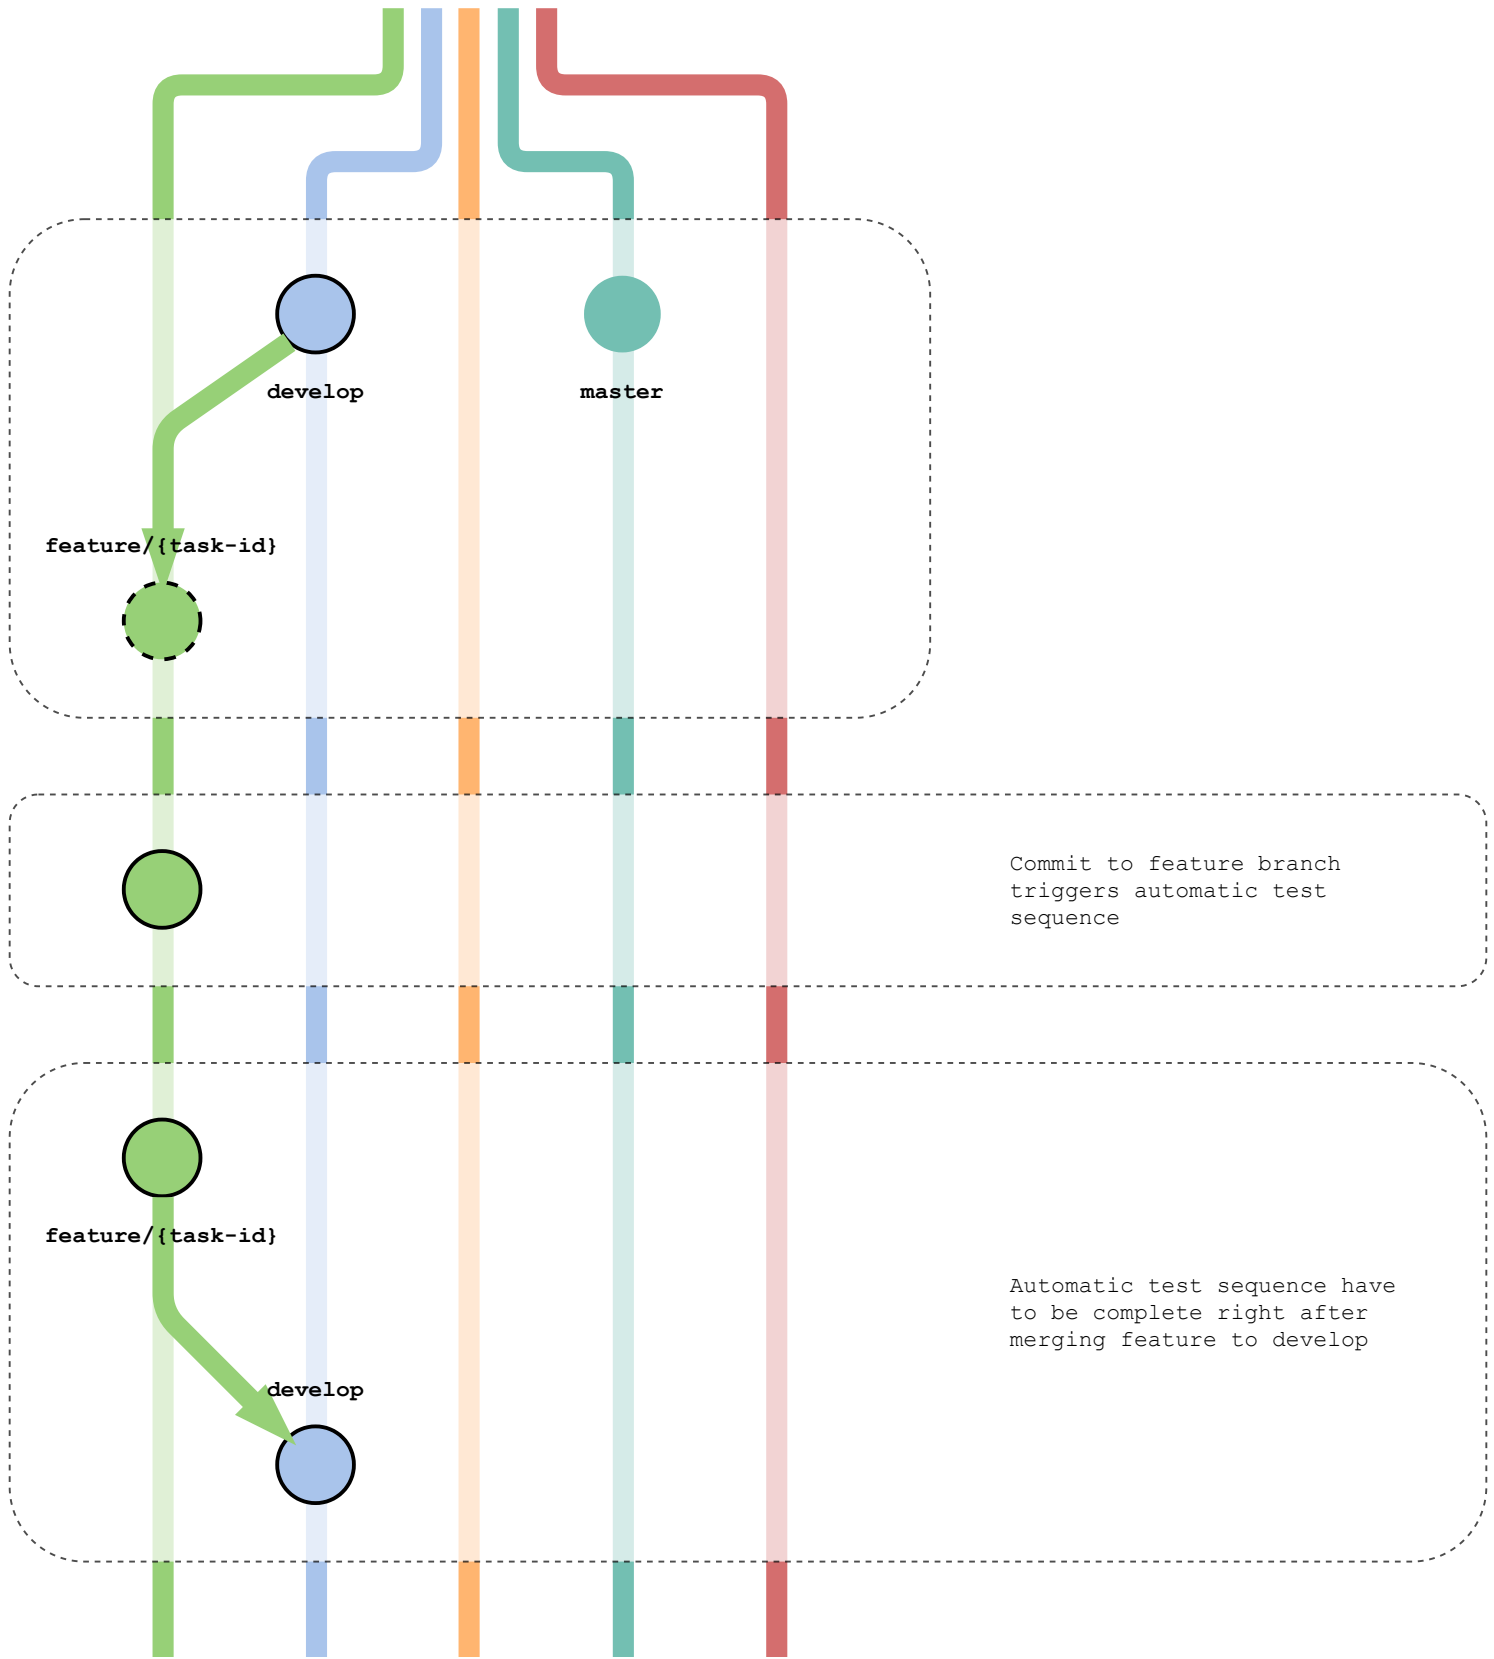 develop
master
feature/{task-id}
Commit to feature branch
triggers automatic test
sequence
feature/{task-id}
Automatic test sequence have
to be complete right after
merging feature to develop
develop